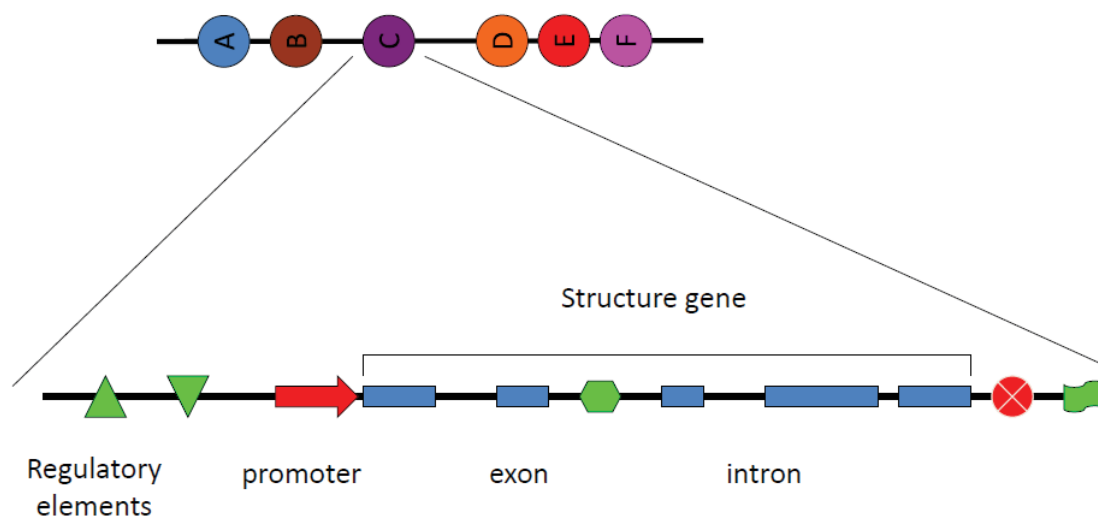 A B C D E F
Structure gene
Regulatory
elements
promoter
exon
intron